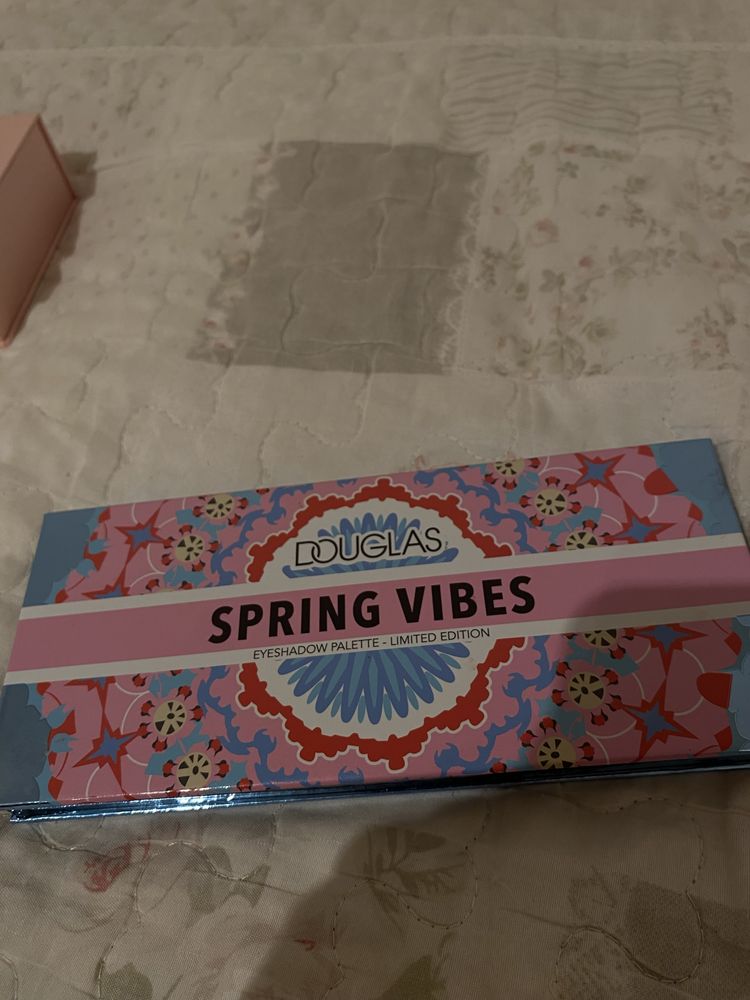 DOUGLAS
SPRING VIBES
EYESHADOW PALETTE - LIMITED EDITION